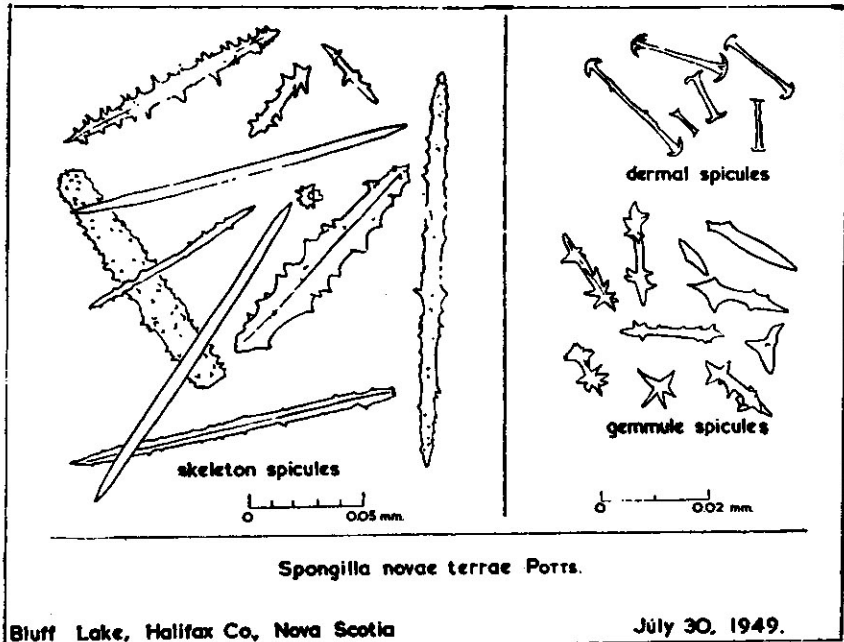 dermal spicules
gemmule spicules
skeleton spicules
0 0.05 mm.
0 0.02 mm.
Spongilla novae terrae Potts.
Bluff Lake, Halifax Co., Nova Scotia July 30, 1949.